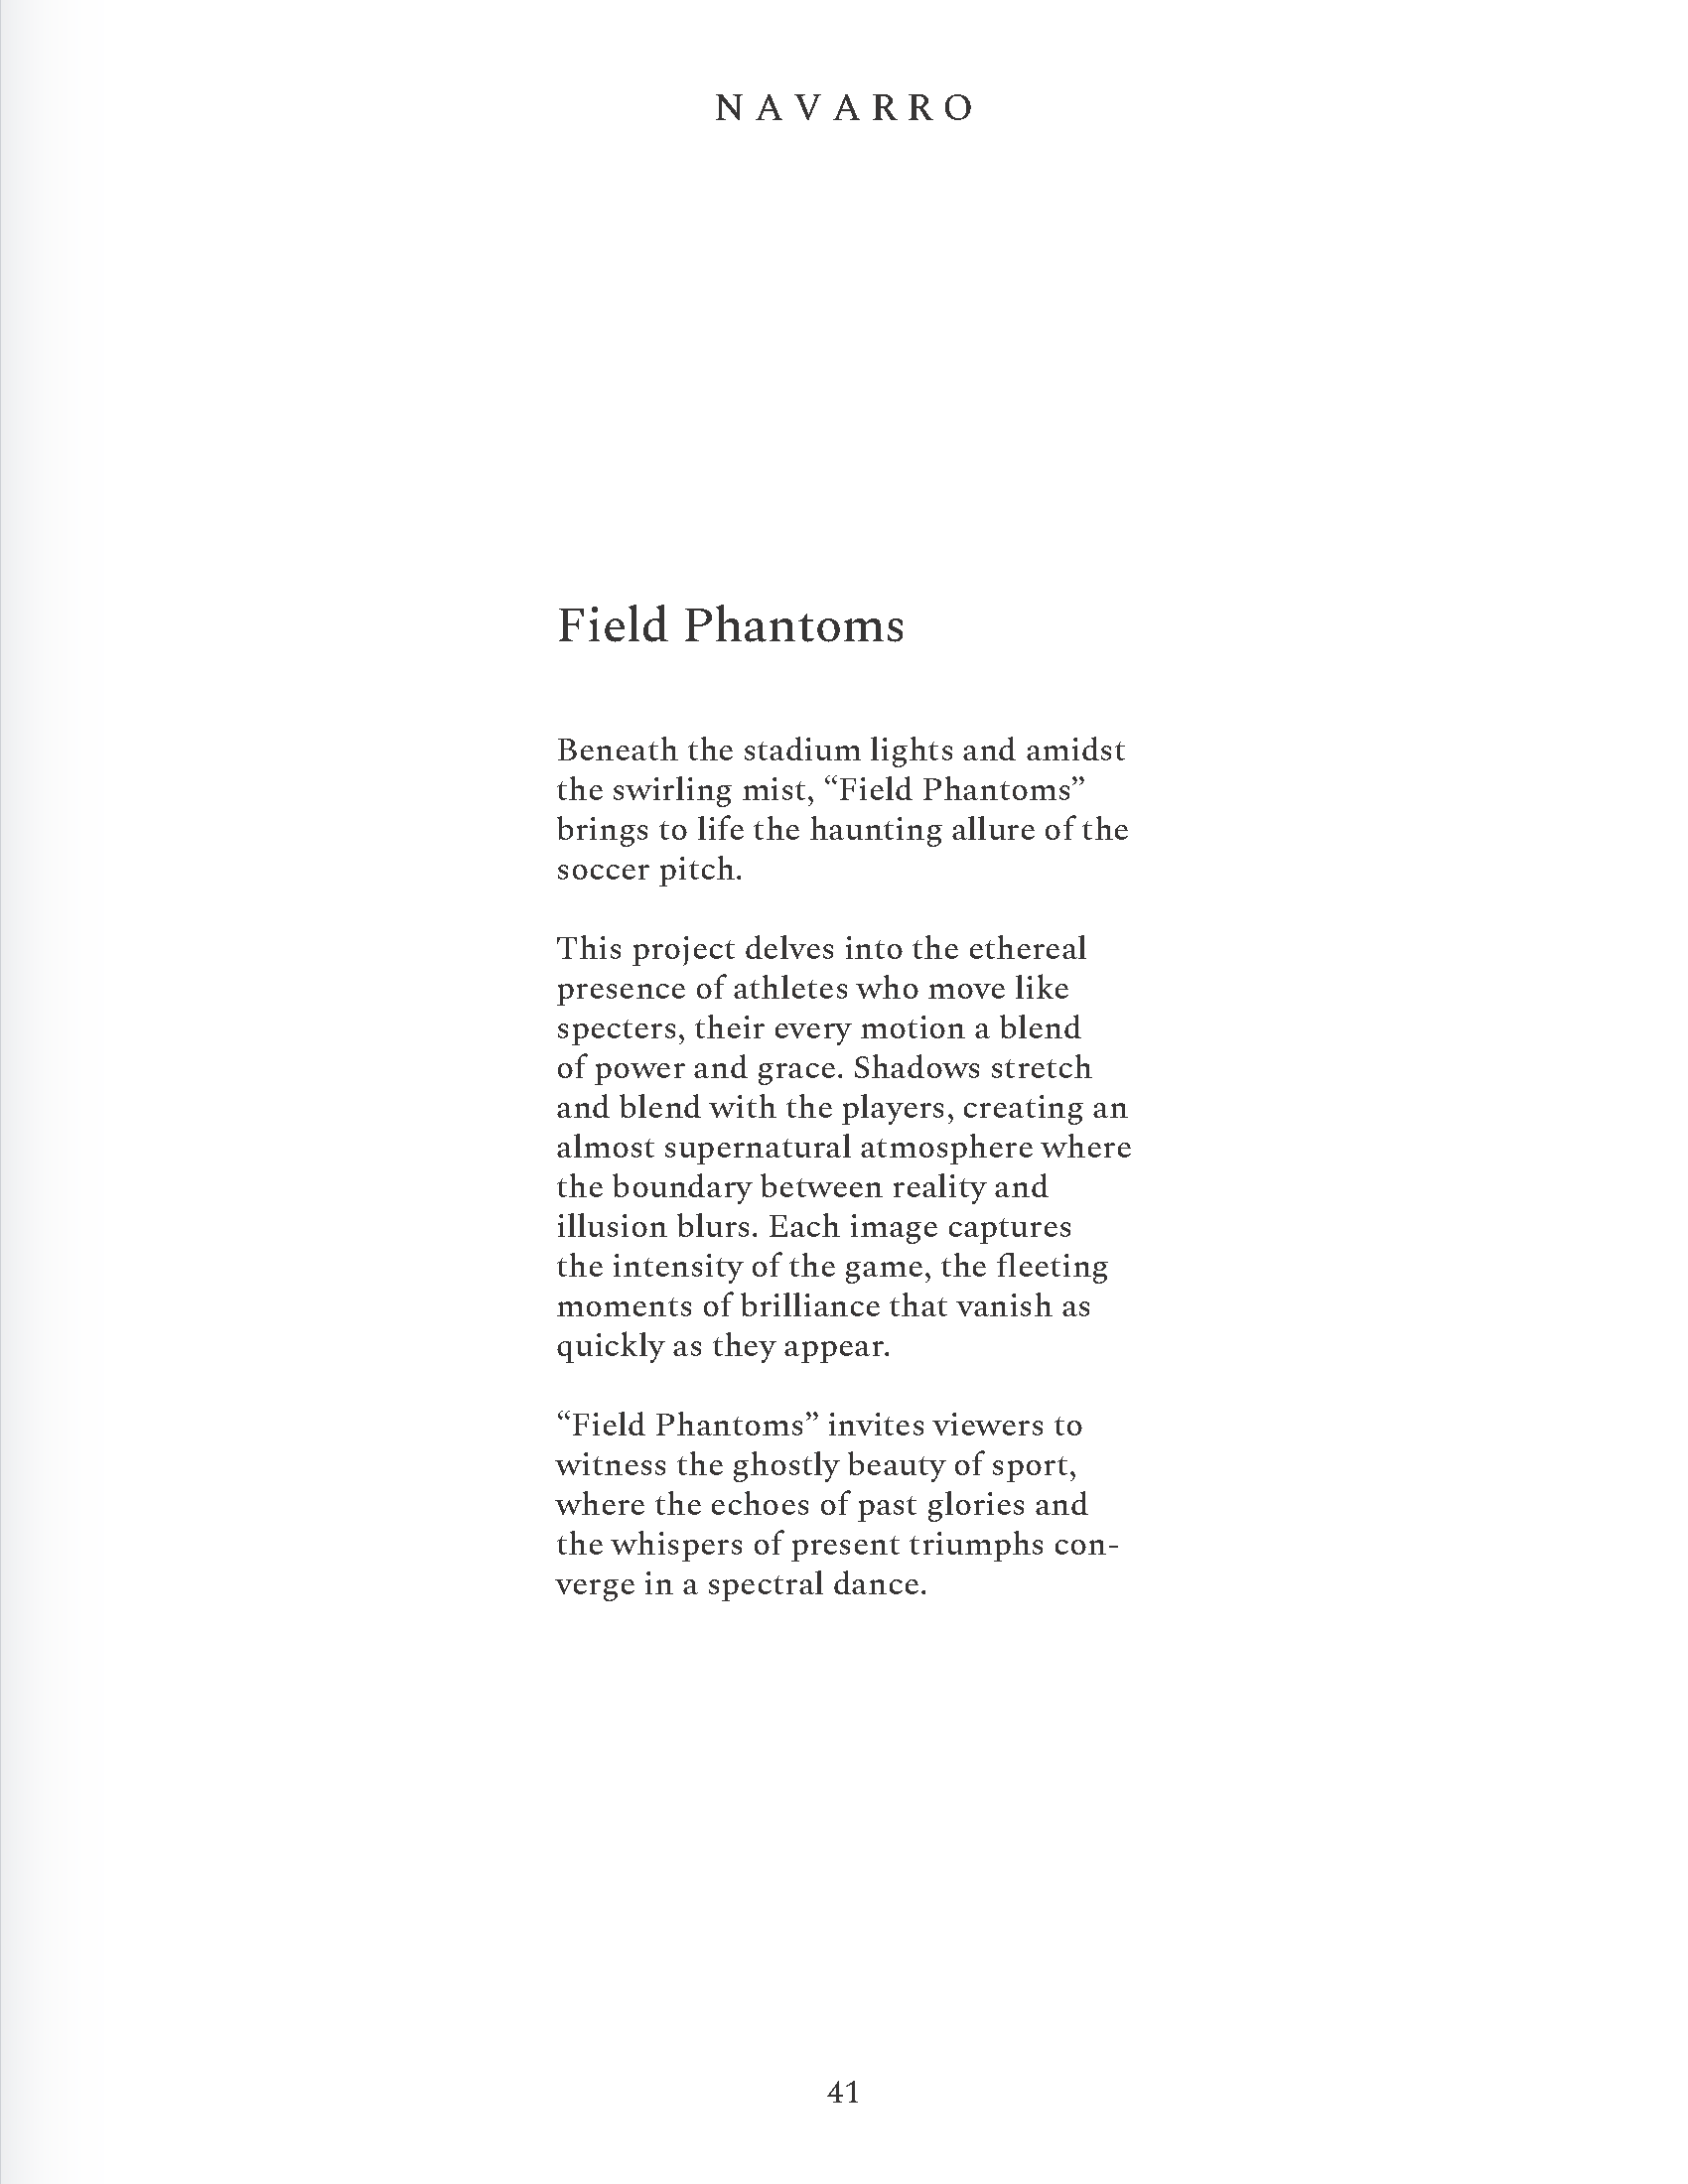 NAVARRO
Field Phantoms
Beneath the stadium lights and amidst
the swirling mist, “Field Phantoms”
brings to life the haunting allure of the
soccer pitch.
This project delves into the ethereal
presence of athletes who move like
specters, their every motion a blend
of power and grace. Shadows stretch
and blend with the players, creating an
almost supernatural atmosphere where
the boundary between reality and
illusion blurs. Each image captures
the intensity of the game, the fleeting
moments of brilliance that vanish as
quickly as they appear.
“Field Phantoms” invites viewers to
witness the ghostly beauty of sport,
where the echoes of past glories and
the whispers of present triumphs con-
verge in a spectral dance.
41